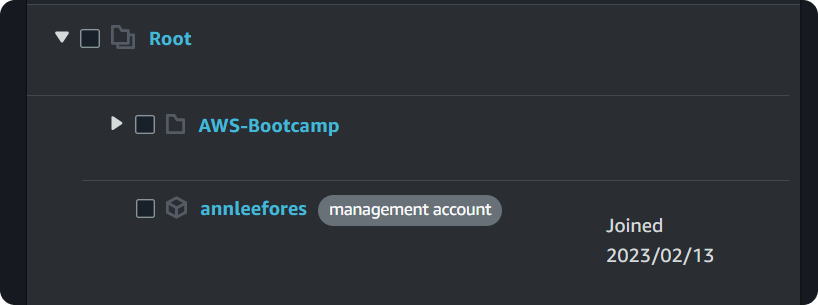 Root
AWS-Bootcamp
annleefores management account
Joined
2023/02/13